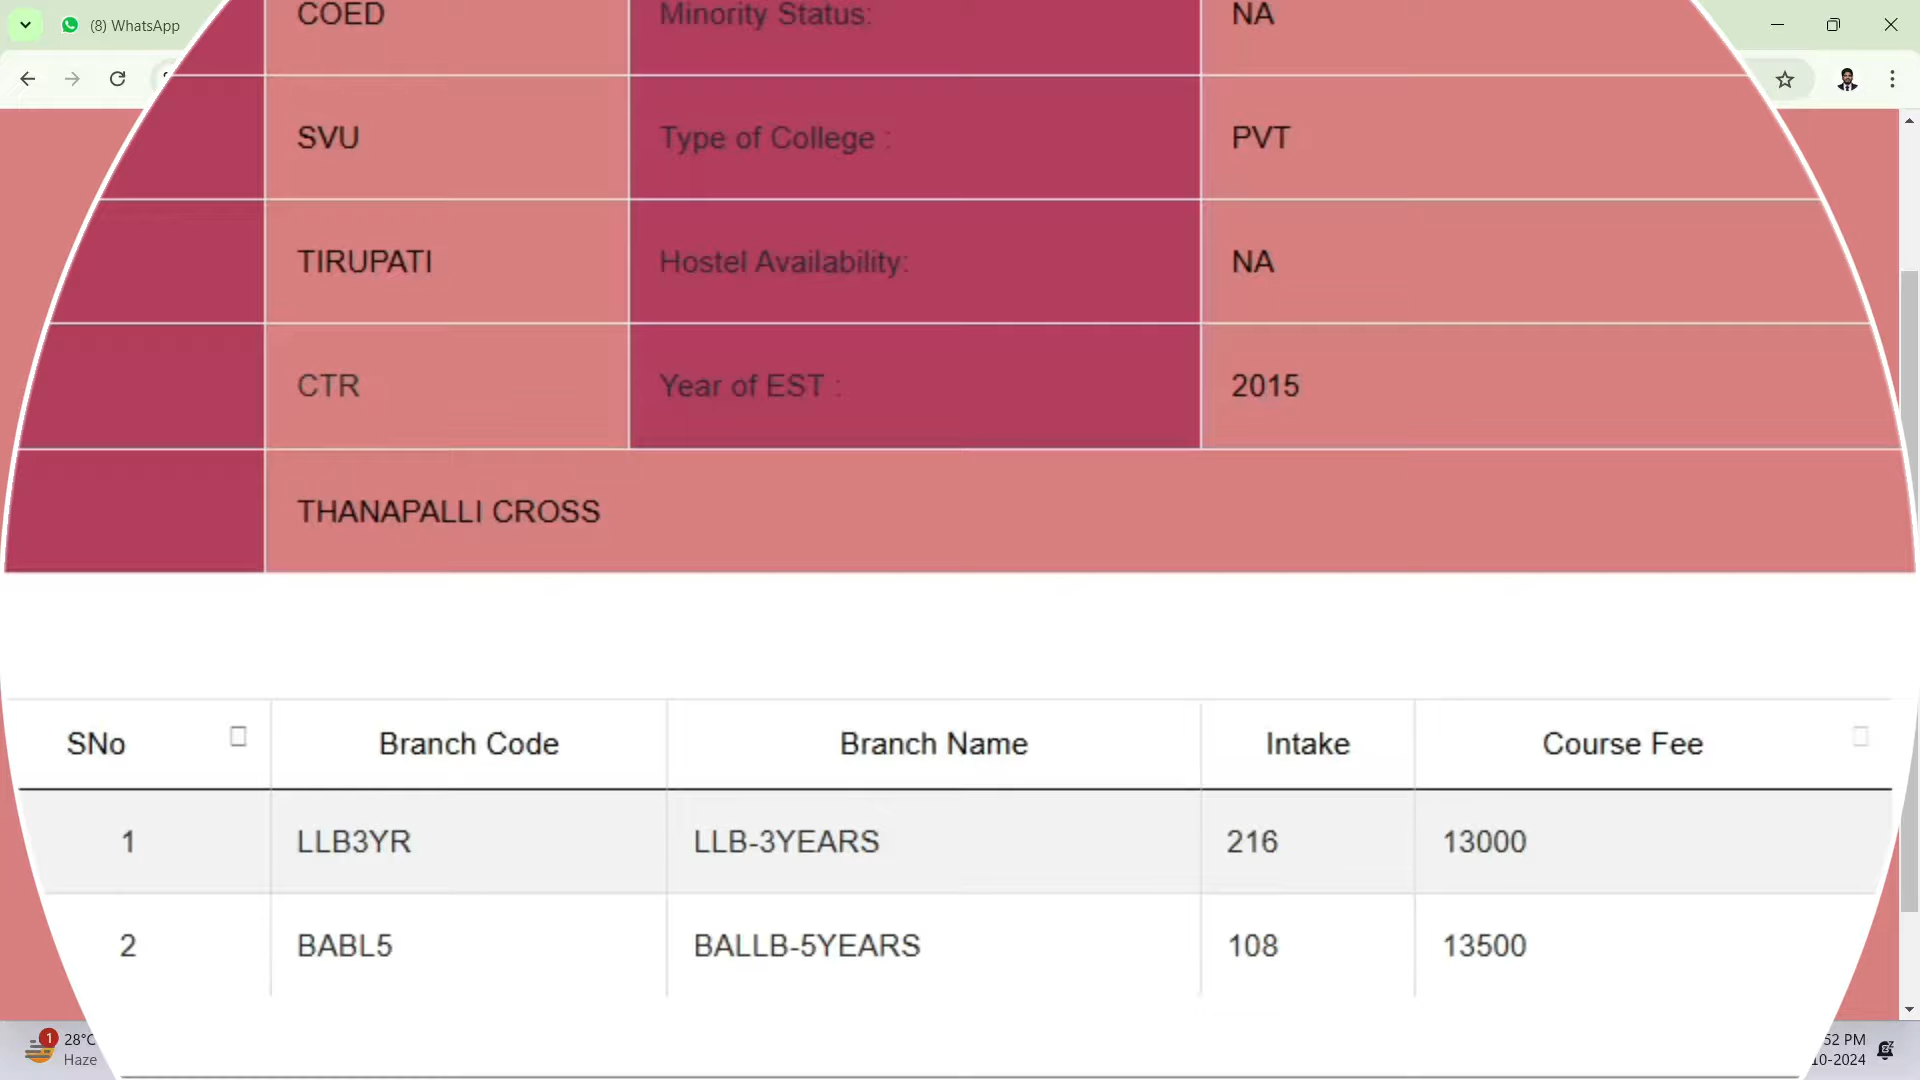 (8) WhatsApp
COED Minority Status: NA
SVU Type of College : PVT
TIRUPATI Hostel Availability: NA
CTR Year of EST : 2015
THANAPALLI CROSS
SNo Branch Code Branch Name Intake Course Fee
1 LLB3YR LLB-3YEARS 216 13000
2 BABL5 BALLB-5YEARS 108 13500
1 28°C
Haze
52 PM
10-2024